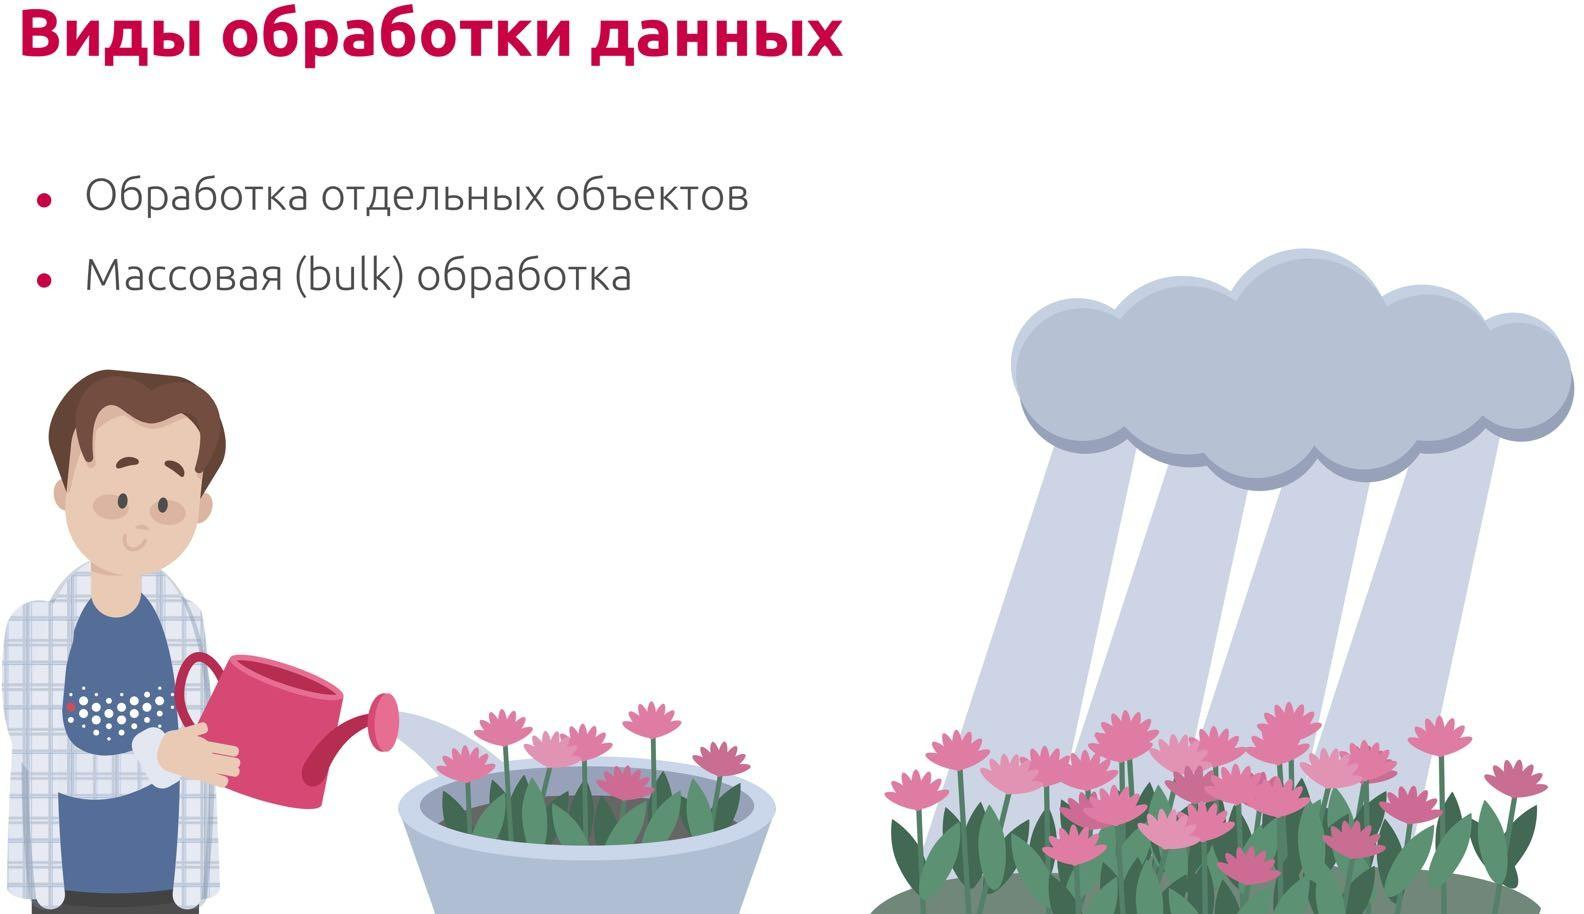 Виды обработки данных
Обработка отдельных объектов
Массовая (bulk) обработка